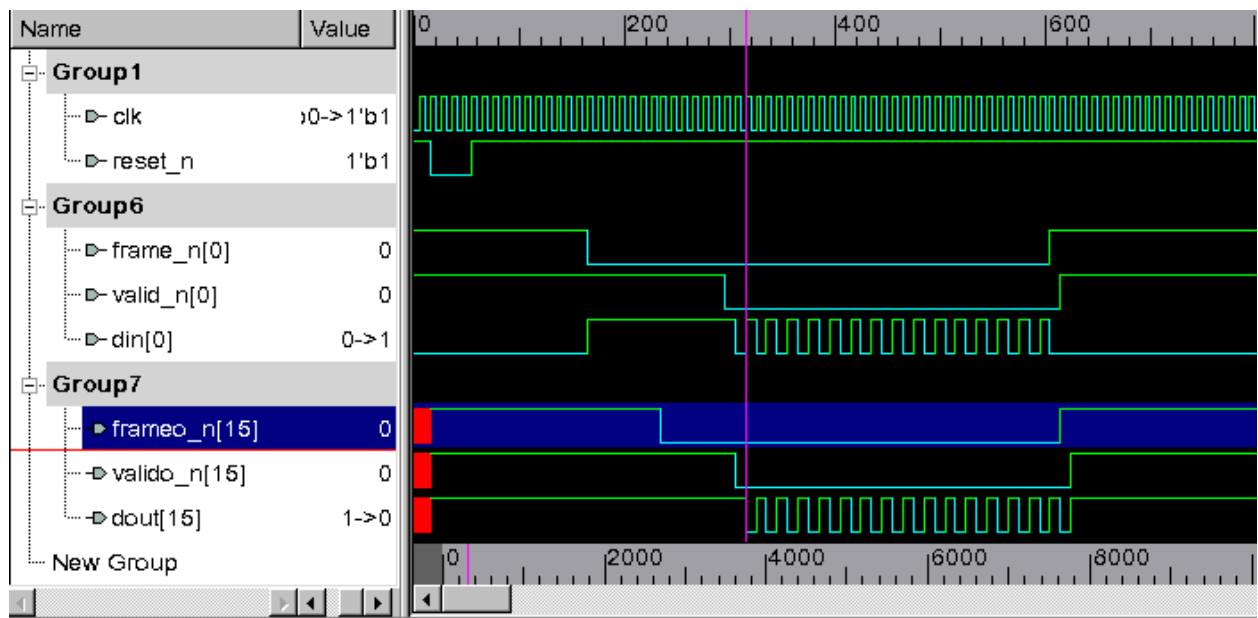 Name Value 0 200 400 600
Group1
clk 0->1'b1
reset_n 1'b1
Group6
frame_n[0] 0
valid_n[0] 0
din[0] 0->1
Group7
frameo_n[15] 0
valido_n[15] 0
dout[15] 1->0
New Group 0 2000 4000 6000 8000